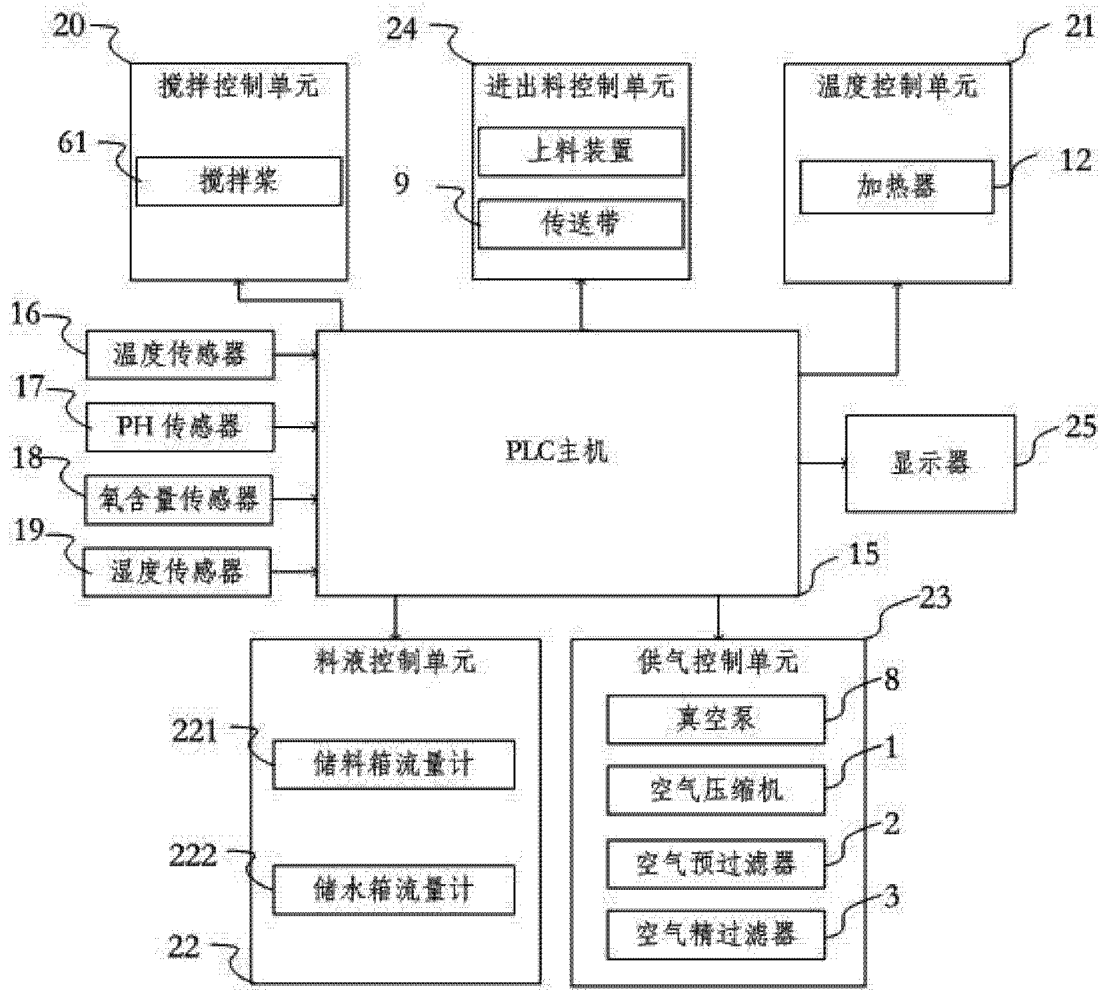 20
24
21
搅拌控制单元
进出料控制单元
温度控制单元
61
搅拌浆
上料装置
9
传送带
加热器
12
16
温度传感器
17
PH 传感器
18
氧含量传感器
19
湿度传感器
PLC主机
显示器
25
15
23
料液控制单元
供气控制单元
221
储料箱流量计
222
储水箱流量计
22
真空泵
8
空气压缩机
1
空气预过滤器
2
空气精过滤器
3